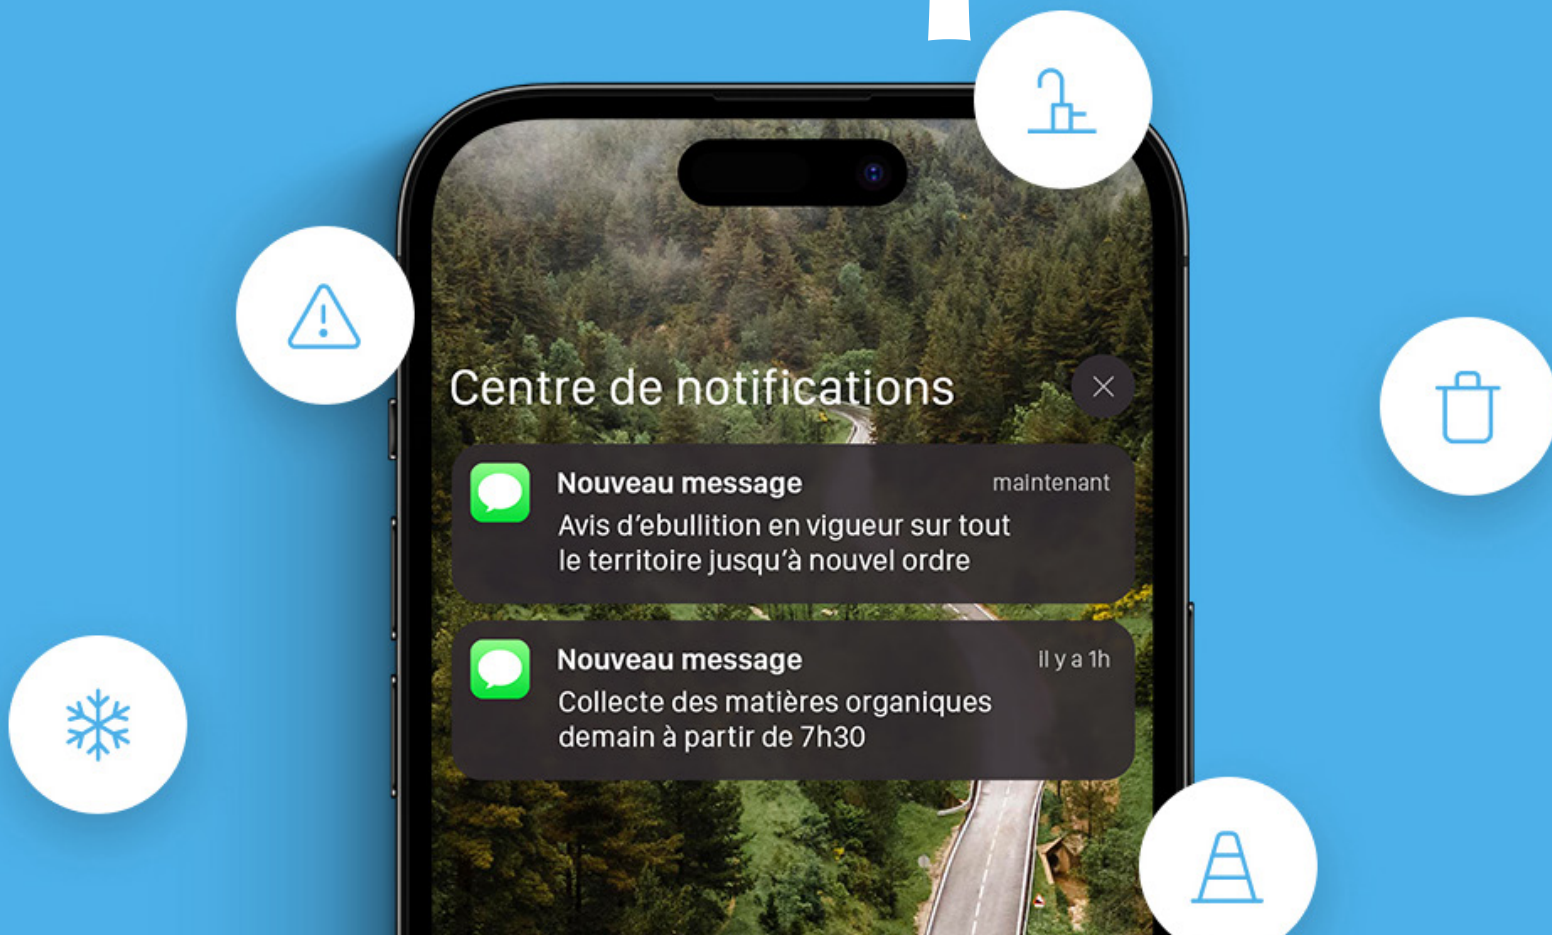 Centre de notifications
Nouveau message
maintenant
Avis d’ebullition en vigueur sur tout
le territoire jusqu’à nouvel ordre
Nouveau message
il y a 1h
Collecte des matières organiques
demain à partir de 7h30